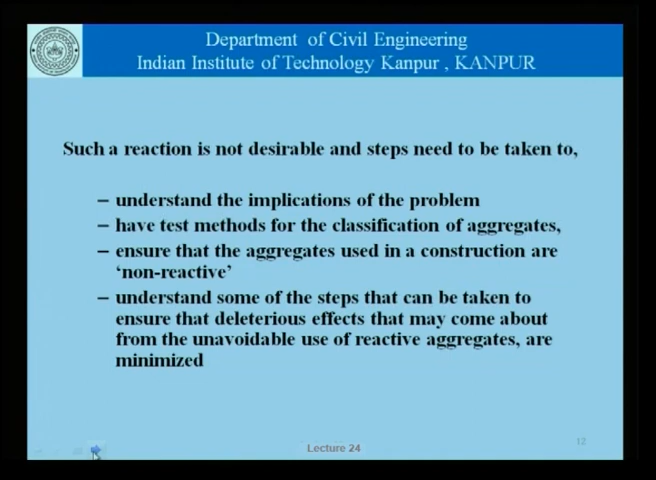 Department of Civil Engineering
Indian Institute of Technology Kanpur , KANPUR
Such a reaction is not desirable and steps need to be taken to,
– understand the implications of the problem
– have test methods for the classification of aggregates,
– ensure that the aggregates used in a construction are
‘non-reactive’
– understand some of the steps that can be taken to
ensure that deleterious effects that may come about
from the unavoidable use of reactive aggregates, are
minimized
Lecture 24
12